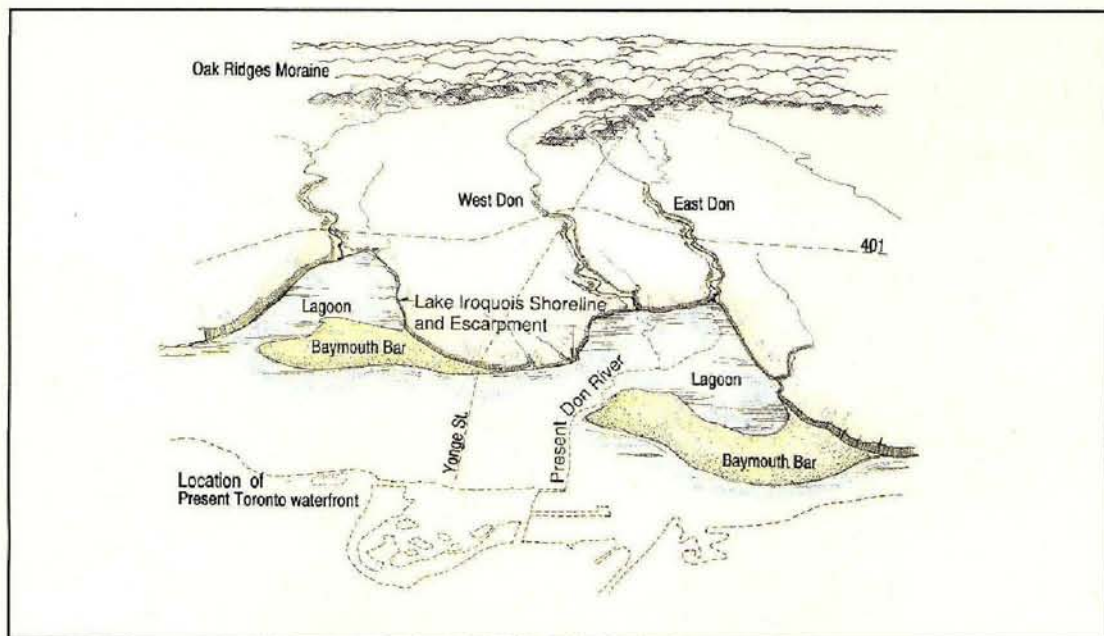 Oak Ridges Moraine
West Don
East Don
401
Lagoon
Lake Iroquois Shoreline
and Escarpment
Baymouth Bar
Present Don River
Lagoon
Yonge St.
Baymouth Bar
Location of
Present Toronto waterfront